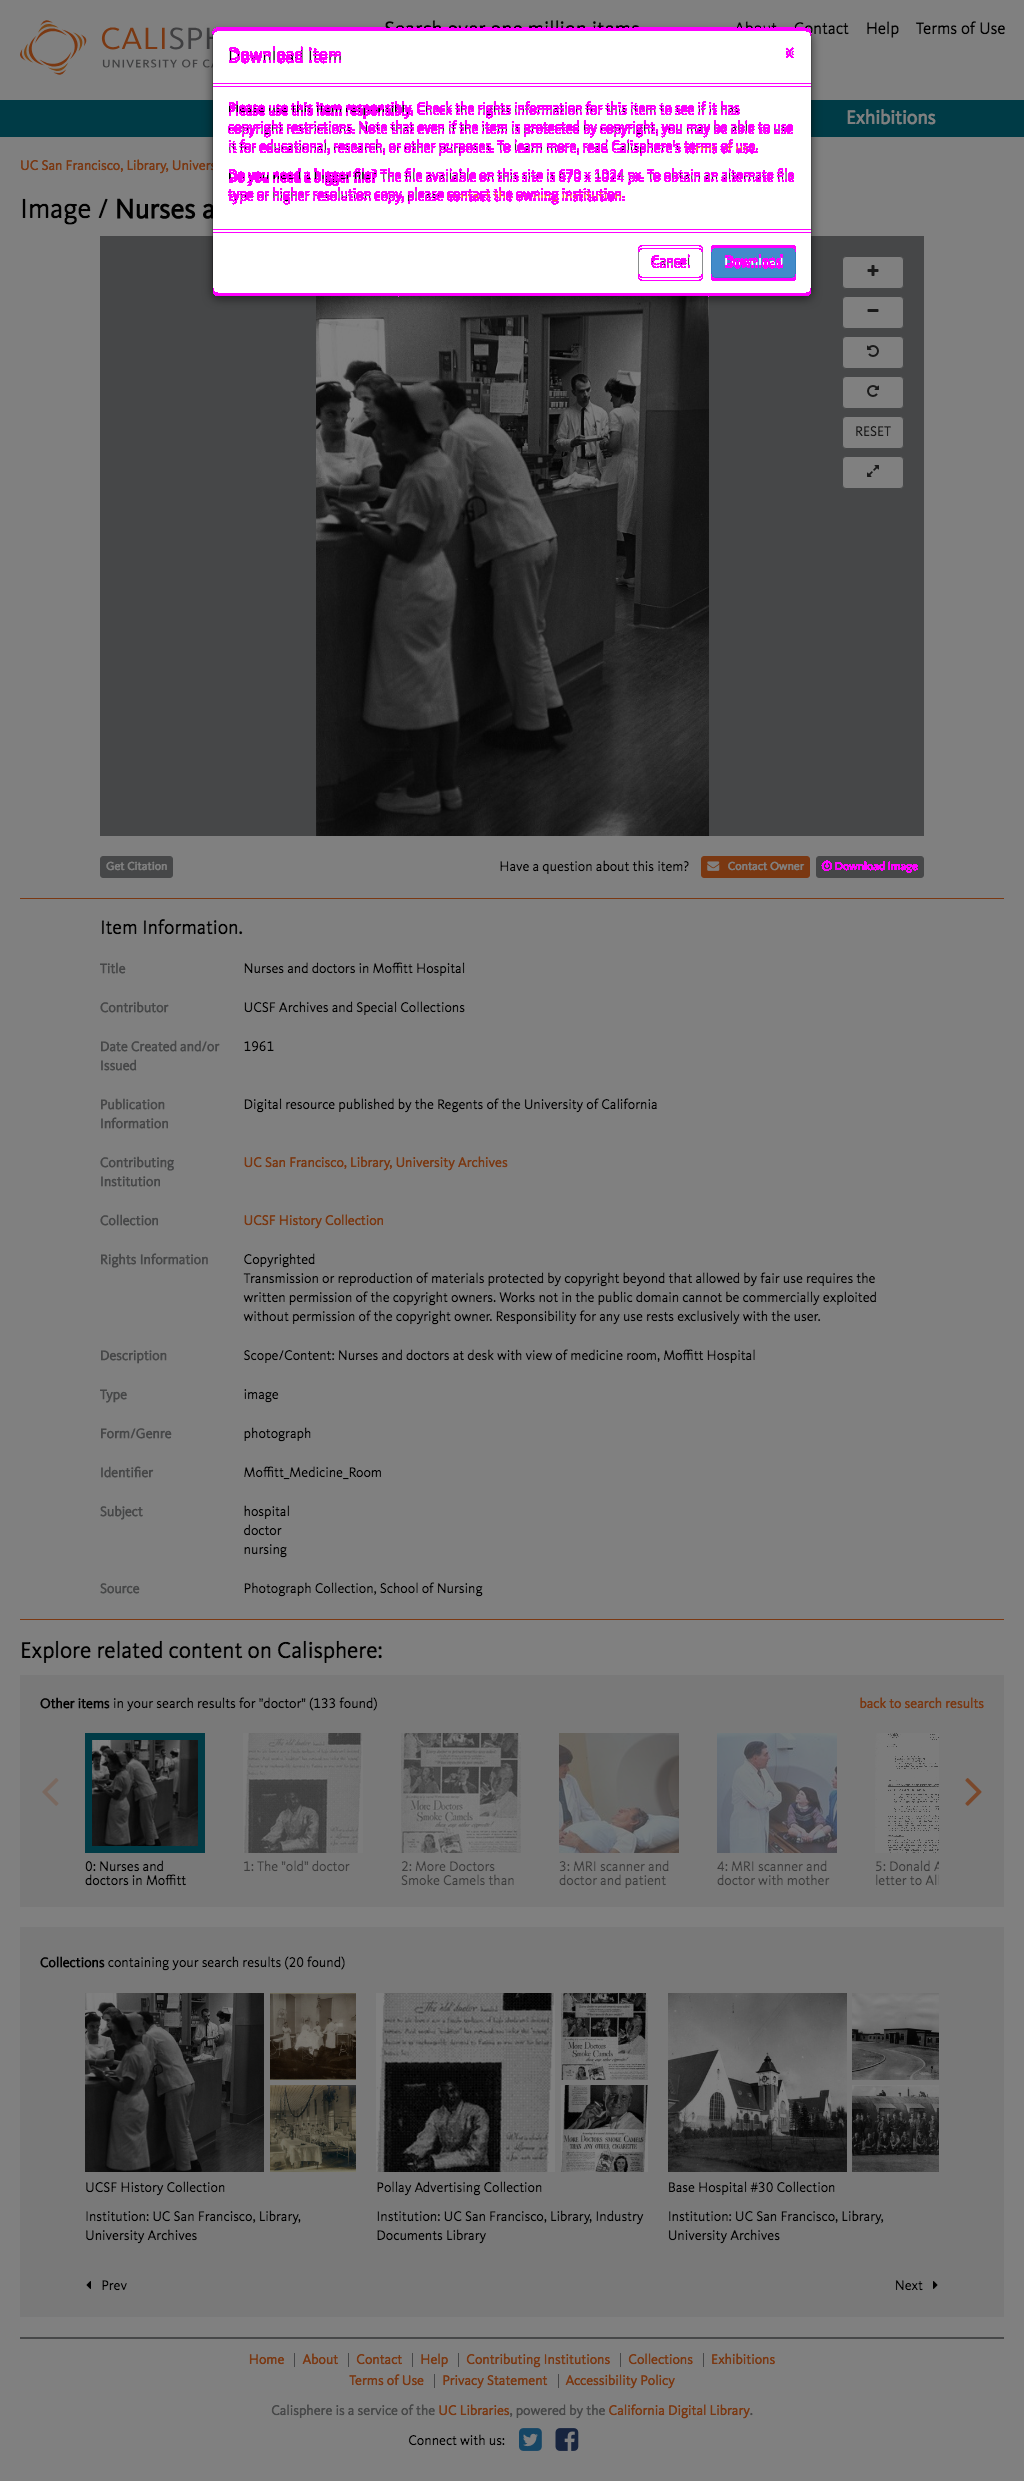 Search over one million items
About Contact Help Terms of Use
UNIVERSITY OF
Exhibitions
Download Item
x
Please use this item responsibly. Check the rights information for this item to see if it has
copyright restrictions. Note that even if the item is protected by copyright, you may be able to use
it for educational, research, or other purposes. To learn more, read Calisphere's terms of use.
Do you need a bigger file? The file available on this site is 670 x 1024 px. To obtain an alternate file
type or higher resolution copy, please contact the owning institution.
Cancel Download
UC San Francisco, Library,
Image / Nurses
RESET
Get Citation
Have a question about this item? Contact Owner Download Image
Item Information.
Title Nurses and doctors in Moffitt Hospital
Contributor UCSF Archives and Special Collections
Date Created and/or 1961
Issued
Publication Digital resource published by the Regents of the University of California
Information
Contributing UC San Francisco, Library, University Archives
Institution
Collection UCSF History Collection
Rights Information Copyrighted
Transmission or reproduction of materials protected by copyright beyond that allowed by fair use requires the
written permission of the copyright owners. Works not in the public domain cannot be commercially exploited
without permission of the copyright owner. Responsibility for any use rests exclusively with the user.
Description Scope/Content: Nurses and doctors at desk with view of medicine room, Moffitt Hospital
Type image
Form/Genre photograph
Identifier Moffitt_Medicine_Room
Subject hospital
doctor
nursing
Source Photograph Collection, School of Nursing
Explore related content on Calisphere:
Other items in your search results for "doctor" (133 found) back to search results
More Doctors
Smoke Camels
0: Nurses and 1: The "old" doctor 2: More Doctors 3: MRI scanner and 4: MRI scanner and 5: Donald
doctors in Moffitt Smoke Camels than doctor and patient doctor with mother letter to
Collections containing your search results (20 found)
The old doctor
More Doctors
Smoke Camels
MORE DOCTORS SMOKE CAMELS
THAN ANY OTHER CIGARETTE
UCSF History Collection Pollay Advertising Collection Base Hospital #30 Collection
Institution: UC San Francisco, Library, Institution: UC San Francisco, Library, Industry Institution: UC San Francisco, Library,
University Archives Documents Library University Archives
Prev Next
Home | About | Contact | Help | Contributing Institutions | Collections | Exhibitions
Terms of Use | Privacy Statement | Accessibility Policy
Calisphere is a service of the UC Libraries, powered by the California Digital Library.
Connect with us: